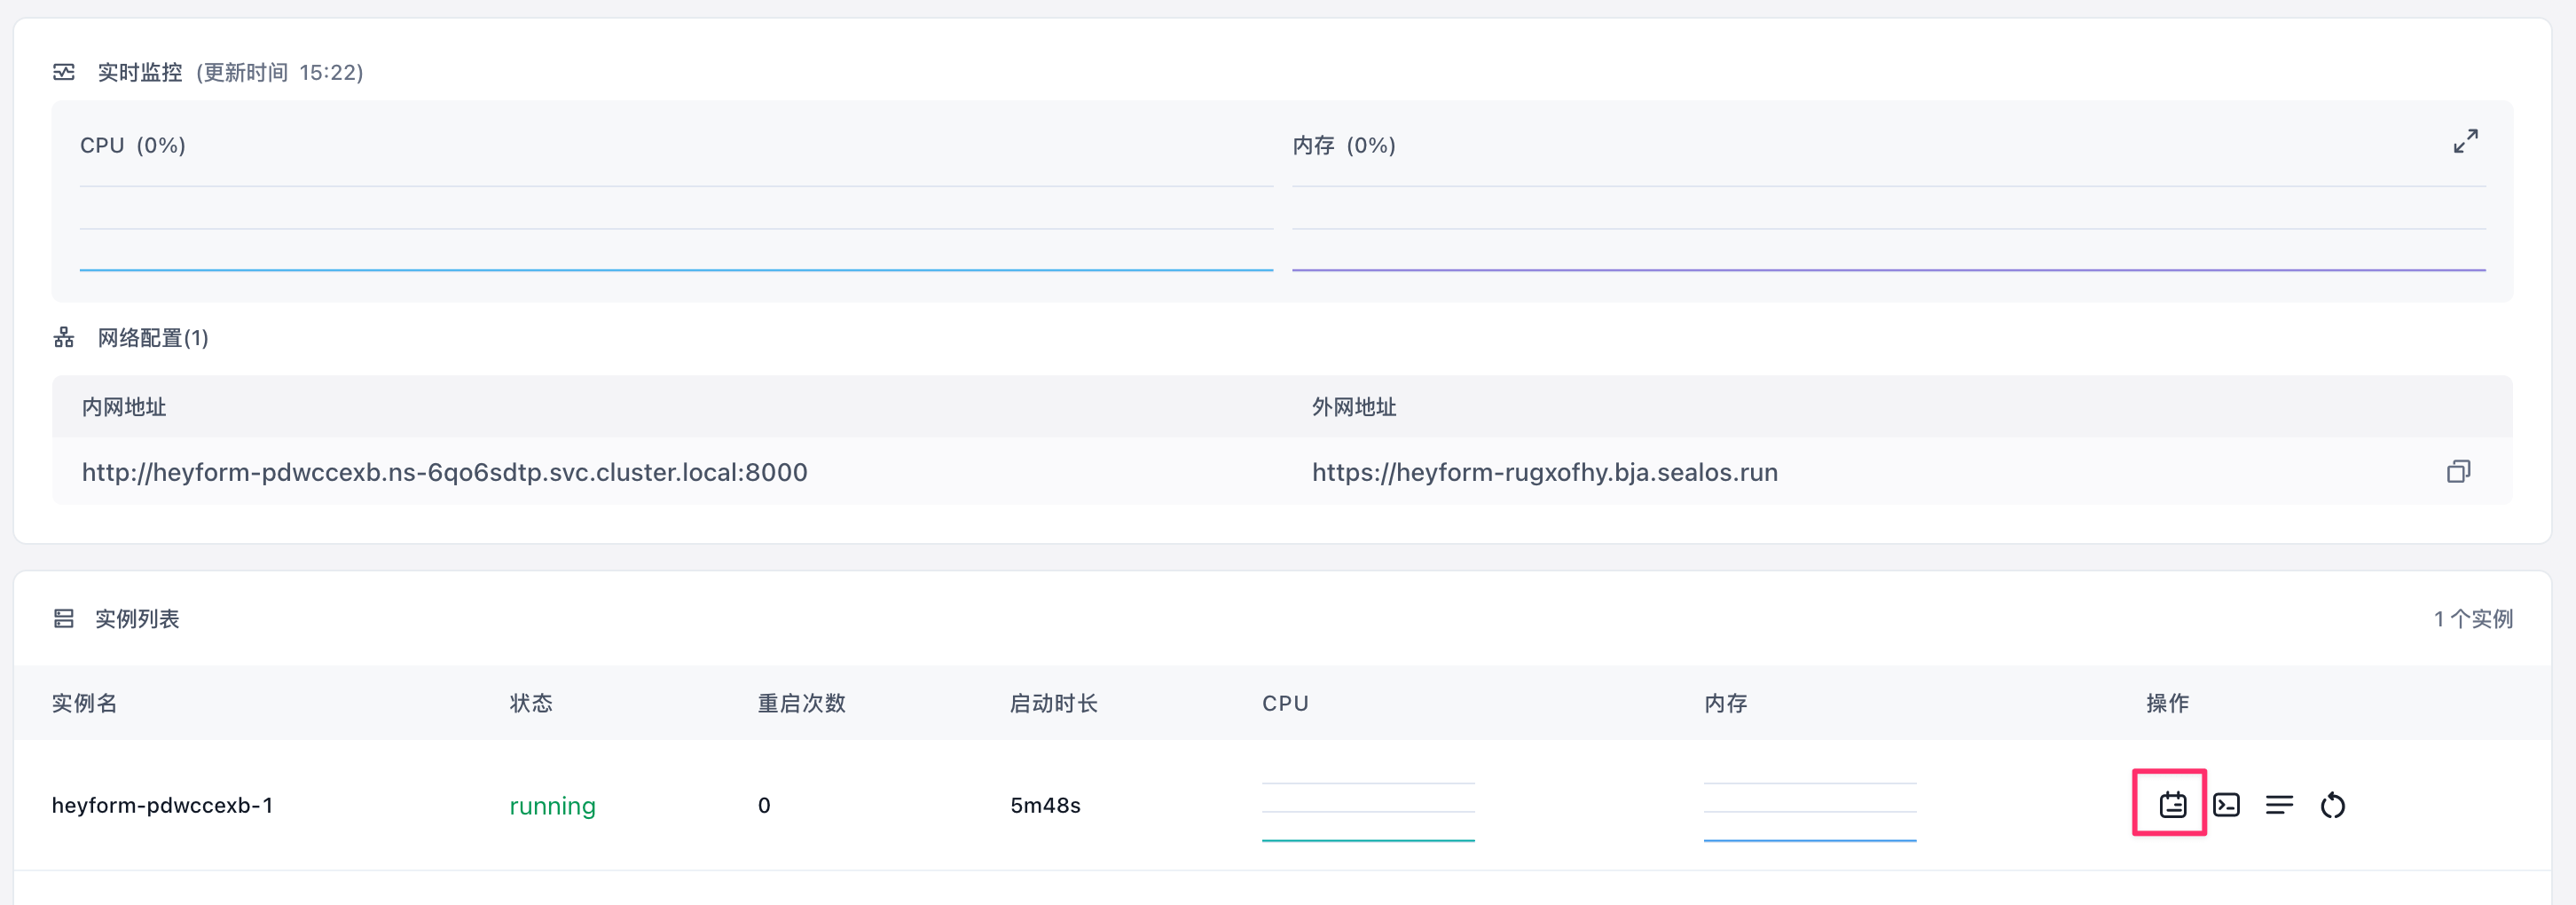 实时监控 (更新时间 15:22)
CPU (0%)
内存 (0%)
网络配置(1)
内网地址 外网地址
http://heyform-pdwccexb.ns-6qo6sdtp.svc.cluster.local:8000 https://heyform-rugxofhy.bja.sealos.run
实例列表 1 个实例
实例名 状态 重启次数 启动时长 CPU 内存 操作
heyform-pdwccexb-1 running 0 5m48s